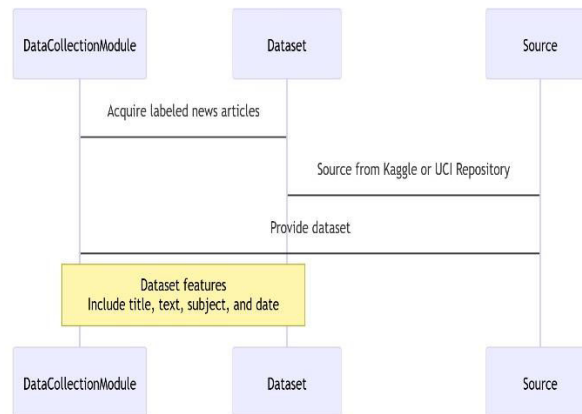 DataCollectionModule
Dataset
Source
Acquire labeled news articles
Source from Kaggle or UCI Repository
Provide dataset
Dataset features
Include title, text, subject, and date
DataCollectionModule
Dataset
Source